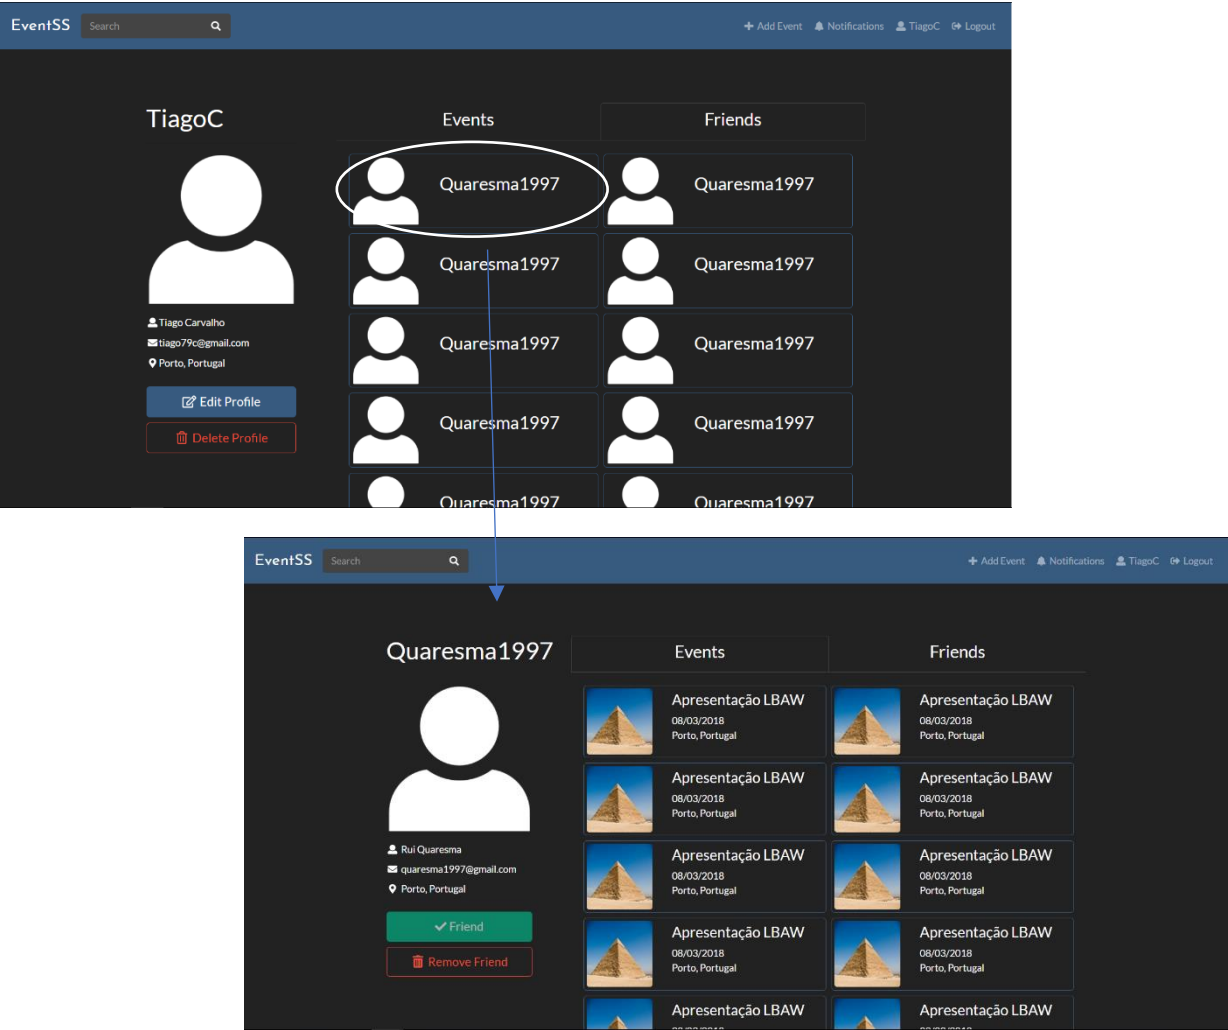 EventSS Search Add Event Notifications TiagoC Logout
TiagoC Events Friends
Quaresma1997 Quaresma1997
Quaresma1997 Quaresma1997
Tiago Carvalho
tiago79c@gmail.com
Porto, Portugal
Quaresma1997 Quaresma1997
Edit Profile
Delete Profile
Quaresma1997 Quaresma1997
Quaresma1997 Quaresma1997
EventSS Search Add Event Notifications TiagoC Logout
Quaresma1997 Events Friends
Apresentação LBAW Apresentação LBAW
08/03/2018 08/03/2018
Porto, Portugal Porto, Portugal
Apresentação LBAW Apresentação LBAW
08/03/2018 08/03/2018
Porto, Portugal Porto, Portugal
Rui Quaresma
quaresma1997@gmail.com
Porto, Portugal
Apresentação LBAW Apresentação LBAW
08/03/2018 08/03/2018
Porto, Portugal Porto, Portugal
Friend
Remove Friend
Apresentação LBAW Apresentação LBAW
08/03/2018 08/03/2018
Porto, Portugal Porto, Portugal
Apresentação LBAW Apresentação LBAW